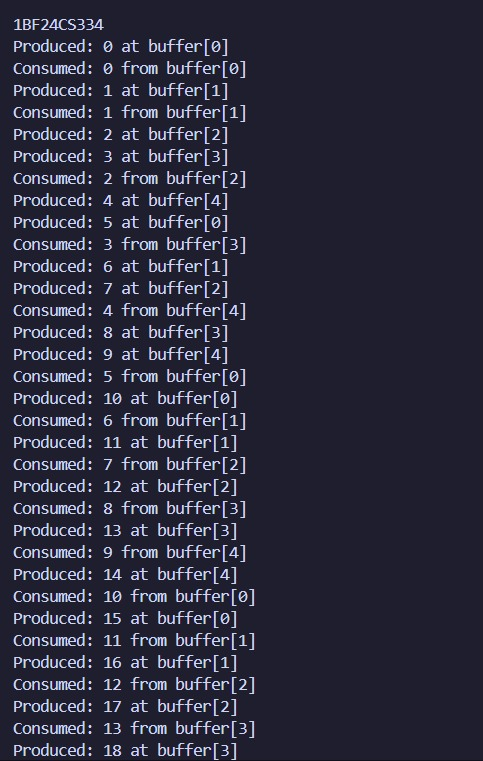 1BF24CS334
Produced: 0 at buffer[0]
Consumed: 0 from buffer[0]
Produced: 1 at buffer[1]
Consumed: 1 from buffer[1]
Produced: 2 at buffer[2]
Produced: 3 at buffer[3]
Consumed: 2 from buffer[2]
Produced: 4 at buffer[4]
Produced: 5 at buffer[0]
Consumed: 3 from buffer[3]
Produced: 6 at buffer[1]
Produced: 7 at buffer[2]
Consumed: 4 from buffer[4]
Produced: 8 at buffer[3]
Produced: 9 at buffer[4]
Consumed: 5 from buffer[0]
Produced: 10 at buffer[0]
Consumed: 6 from buffer[1]
Produced: 11 at buffer[1]
Consumed: 7 from buffer[2]
Produced: 12 at buffer[2]
Consumed: 8 from buffer[3]
Produced: 13 at buffer[3]
Consumed: 9 from buffer[4]
Produced: 14 at buffer[4]
Consumed: 10 from buffer[0]
Produced: 15 at buffer[0]
Consumed: 11 from buffer[1]
Produced: 16 at buffer[1]
Consumed: 12 from buffer[2]
Produced: 17 at buffer[2]
Consumed: 13 from buffer[3]
Produced: 18 at buffer[3]